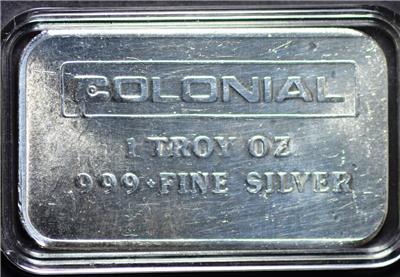 COLONIAL
1 TROY OZ
999+ FINE SILVER